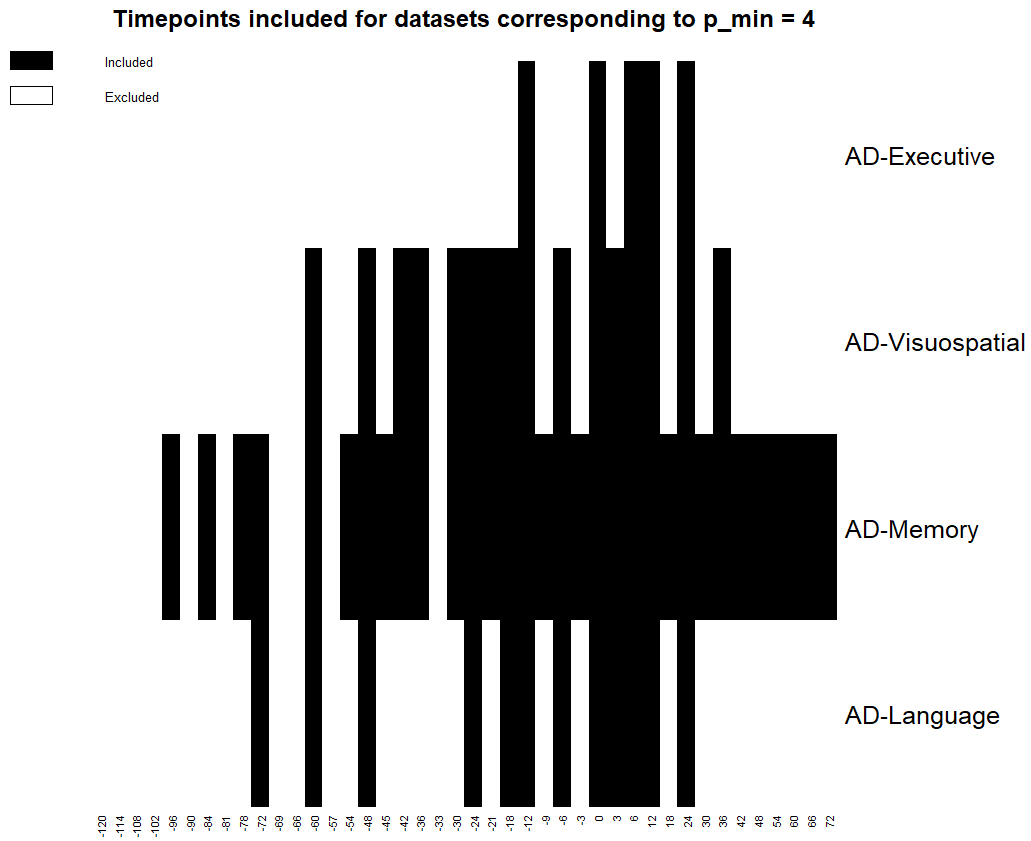 Timepoints included for datasets corresponding to p_min = 4
Included
Excluded
AD-Executive
AD-Visuospatial
AD-Memory
AD-Language
-120 -114 -108 -102 -96 -90 -84 -81 -78 -72 -69 -66 -60 -57 -54 -48 -45 -42 -36 -33 -30 -24 -21 -18 -12 -9 -6 -3 0 3 6 12 18 24 30 36 42 48 54 60 66 72